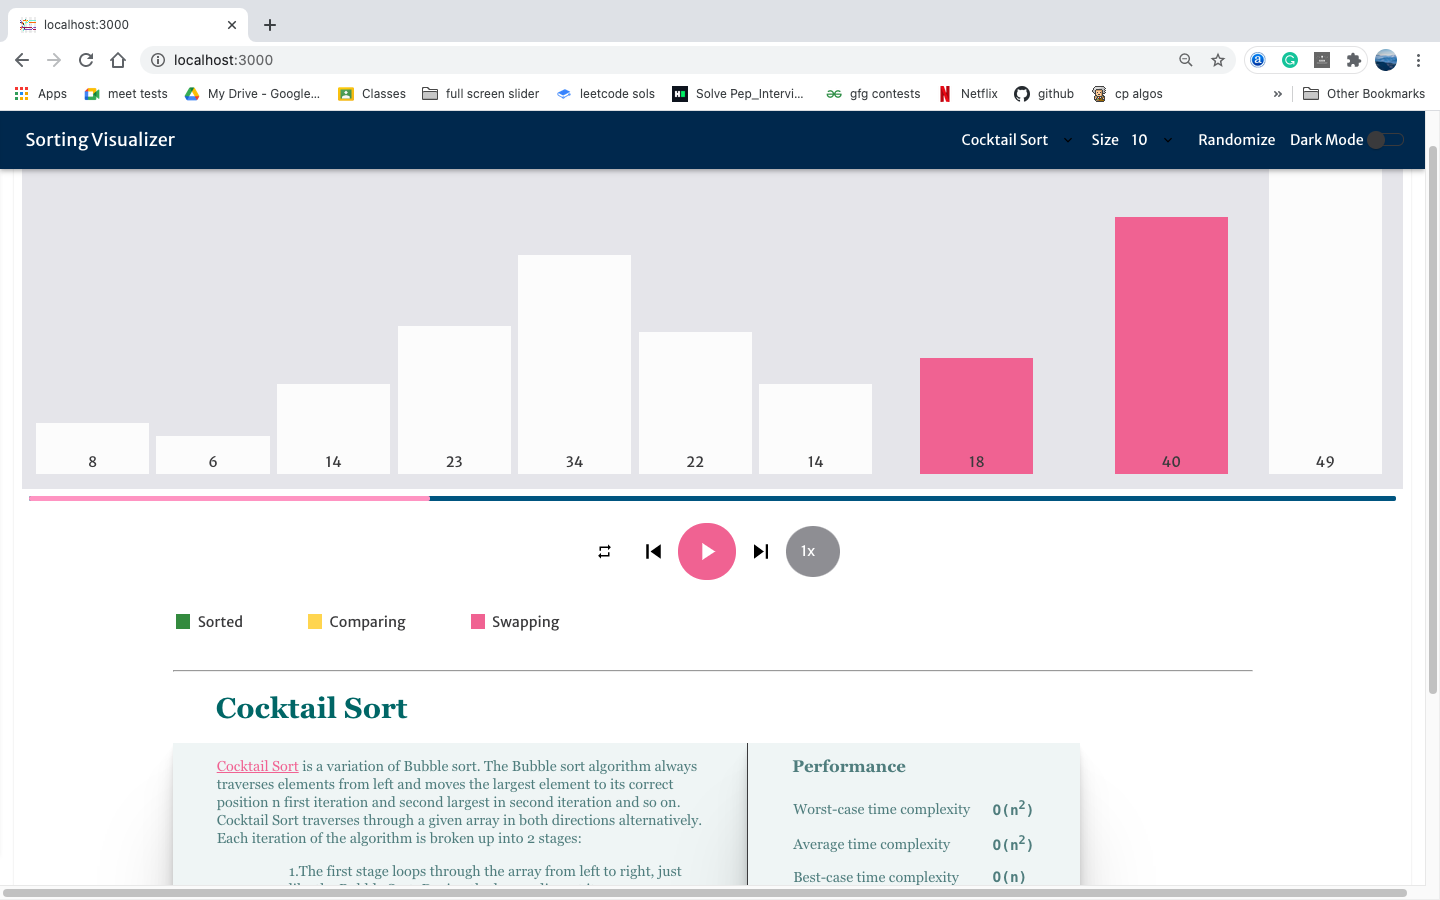 localhost:3000
localhost:3000
Apps meet tests My Drive - Google... Classes full screen slider leetcode sols Solve Pep_Intervi... gfg contests Netflix github cp algos » Other Bookmarks
Sorting Visualizer Cocktail Sort Size 10 Randomize Dark Mode
8 6 14 23 34 22 14 18 40 49
1x
Sorted Comparing Swapping
Cocktail Sort
Cocktail Sort is a variation of Bubble sort. The Bubble sort algorithm always
traverses elements from left and moves the largest element to its correct
position n first iteration and second largest in second iteration and so on.
Cocktail Sort traverses through a given array in both directions alternatively.
Each iteration of the algorithm is broken up into 2 stages:
1.The first stage loops through the array from left to right, just
Performance
Worst-case time complexity O(n²)
Average time complexity O(n²)
Best-case time complexity O(n)